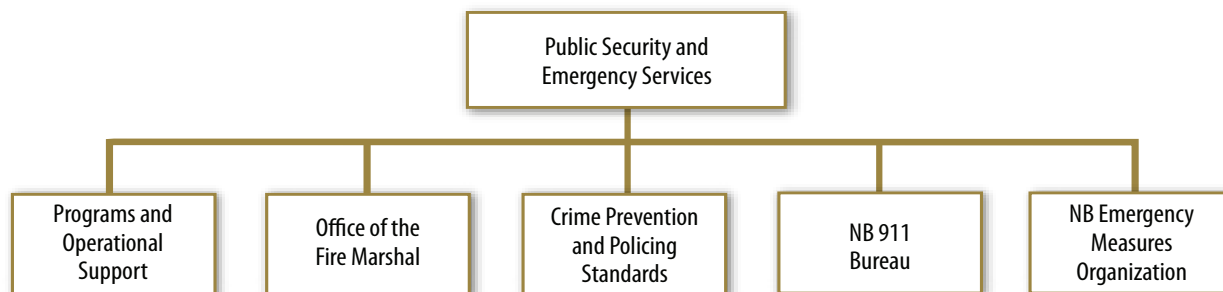 Public Security and
Emergency Services
Programs and
Operational
Support
Office of the
Fire Marshal
Crime Prevention
and Policing
Standards
NB 911
Bureau
NB Emergency
Measures
Organization